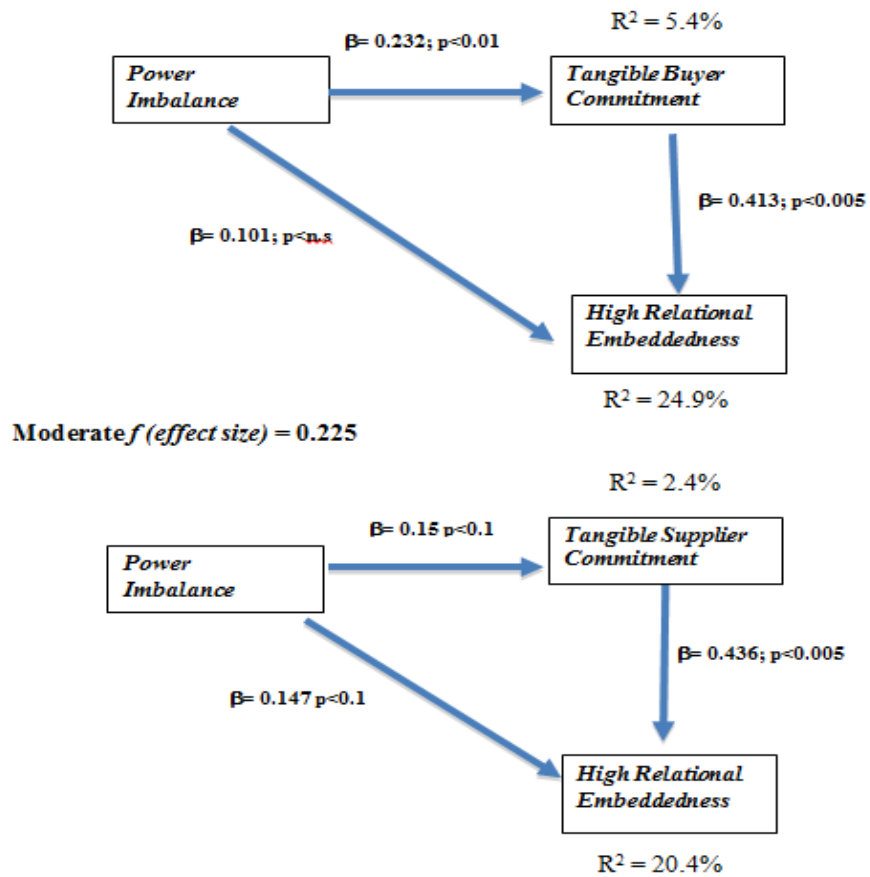 R² = 5.4%
β= 0.232; p<0.01
Power
Imbalance
Tangible Buyer
Commitment
β= 0.413; p<0.005
β= 0.101; p<n.s
High Relational
Embeddedness
R² = 24.9%
Moderate f (effect size) = 0.225
R² = 2.4%
β= 0.15 p<0.1
Power
Imbalance
Tangible Supplier
Commitment
β= 0.436; p<0.005
β= 0.147 p<0.1
High Relational
Embeddedness
R² = 20.4%